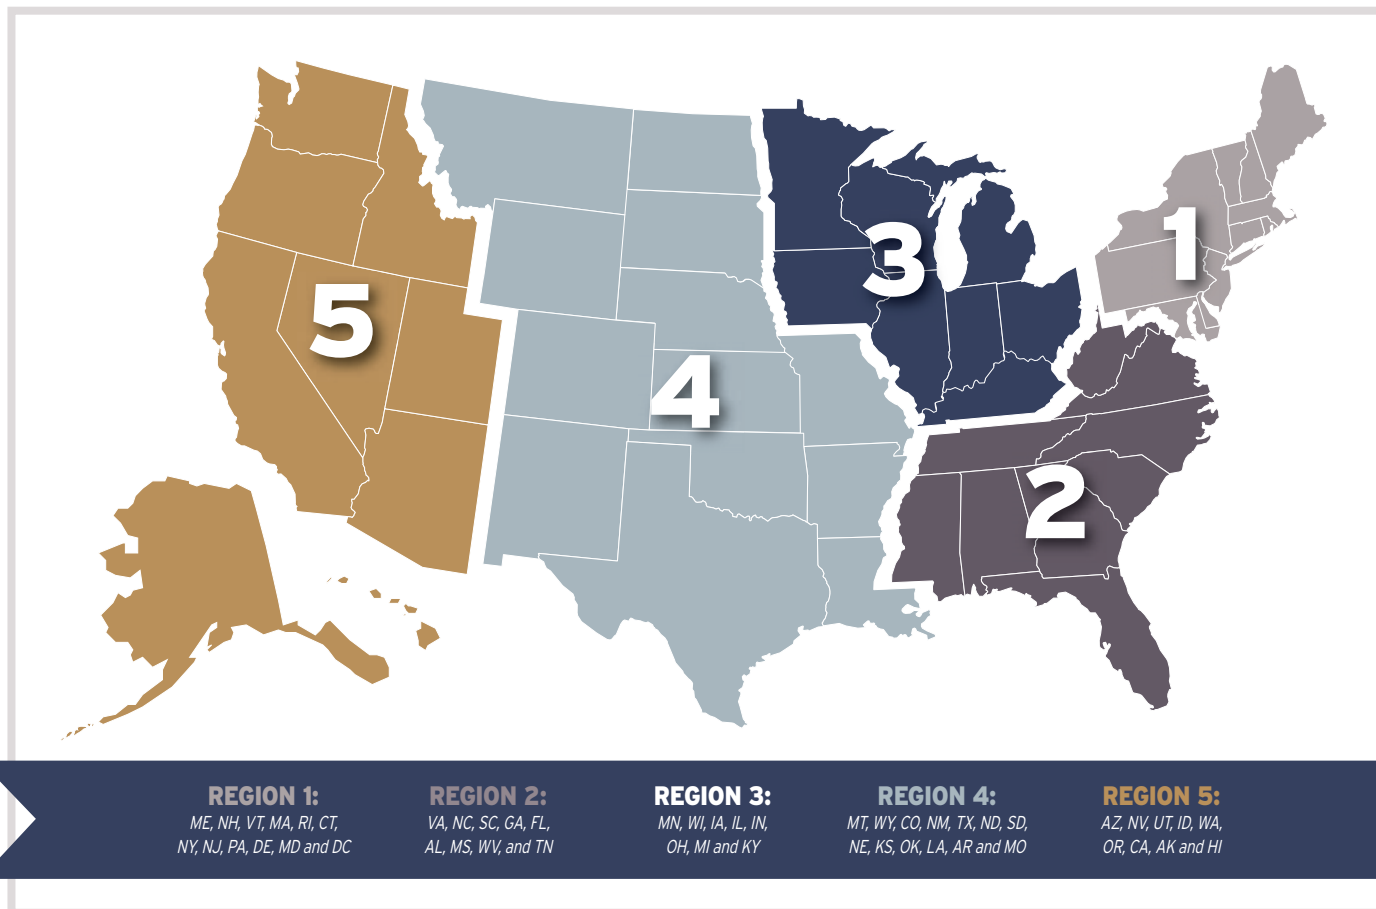 1
3
5
4
2
REGION 1:
ME, NH, VT, MA, RI, CT,
NY, NJ, PA, DE, MD and DC
REGION 2:
VA, NC, SC, GA, FL,
AL, MS, WV, and TN
REGION 3:
MN, WI, IA, IL, IN,
OH, MI and KY
REGION 4:
MT, WY, CO, NM, TX, ND, SD,
NE, KS, OK, LA, AR and MO
REGION 5:
AZ, NV, UT, ID, WA,
OR, CA, AK and HI